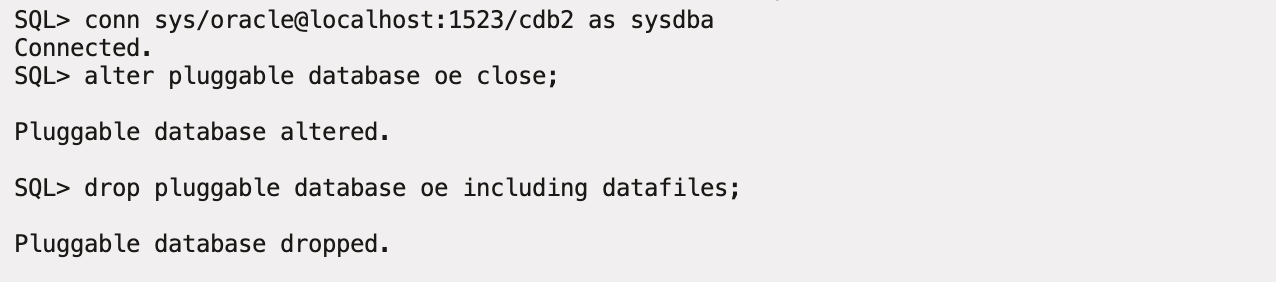 SQL> conn sys/oracle@localhost:1523/cdb2 as sysdba
Connected.
SQL> alter pluggable database oe close;
Pluggable database altered.
SQL> drop pluggable database oe including datafiles;
Pluggable database dropped.